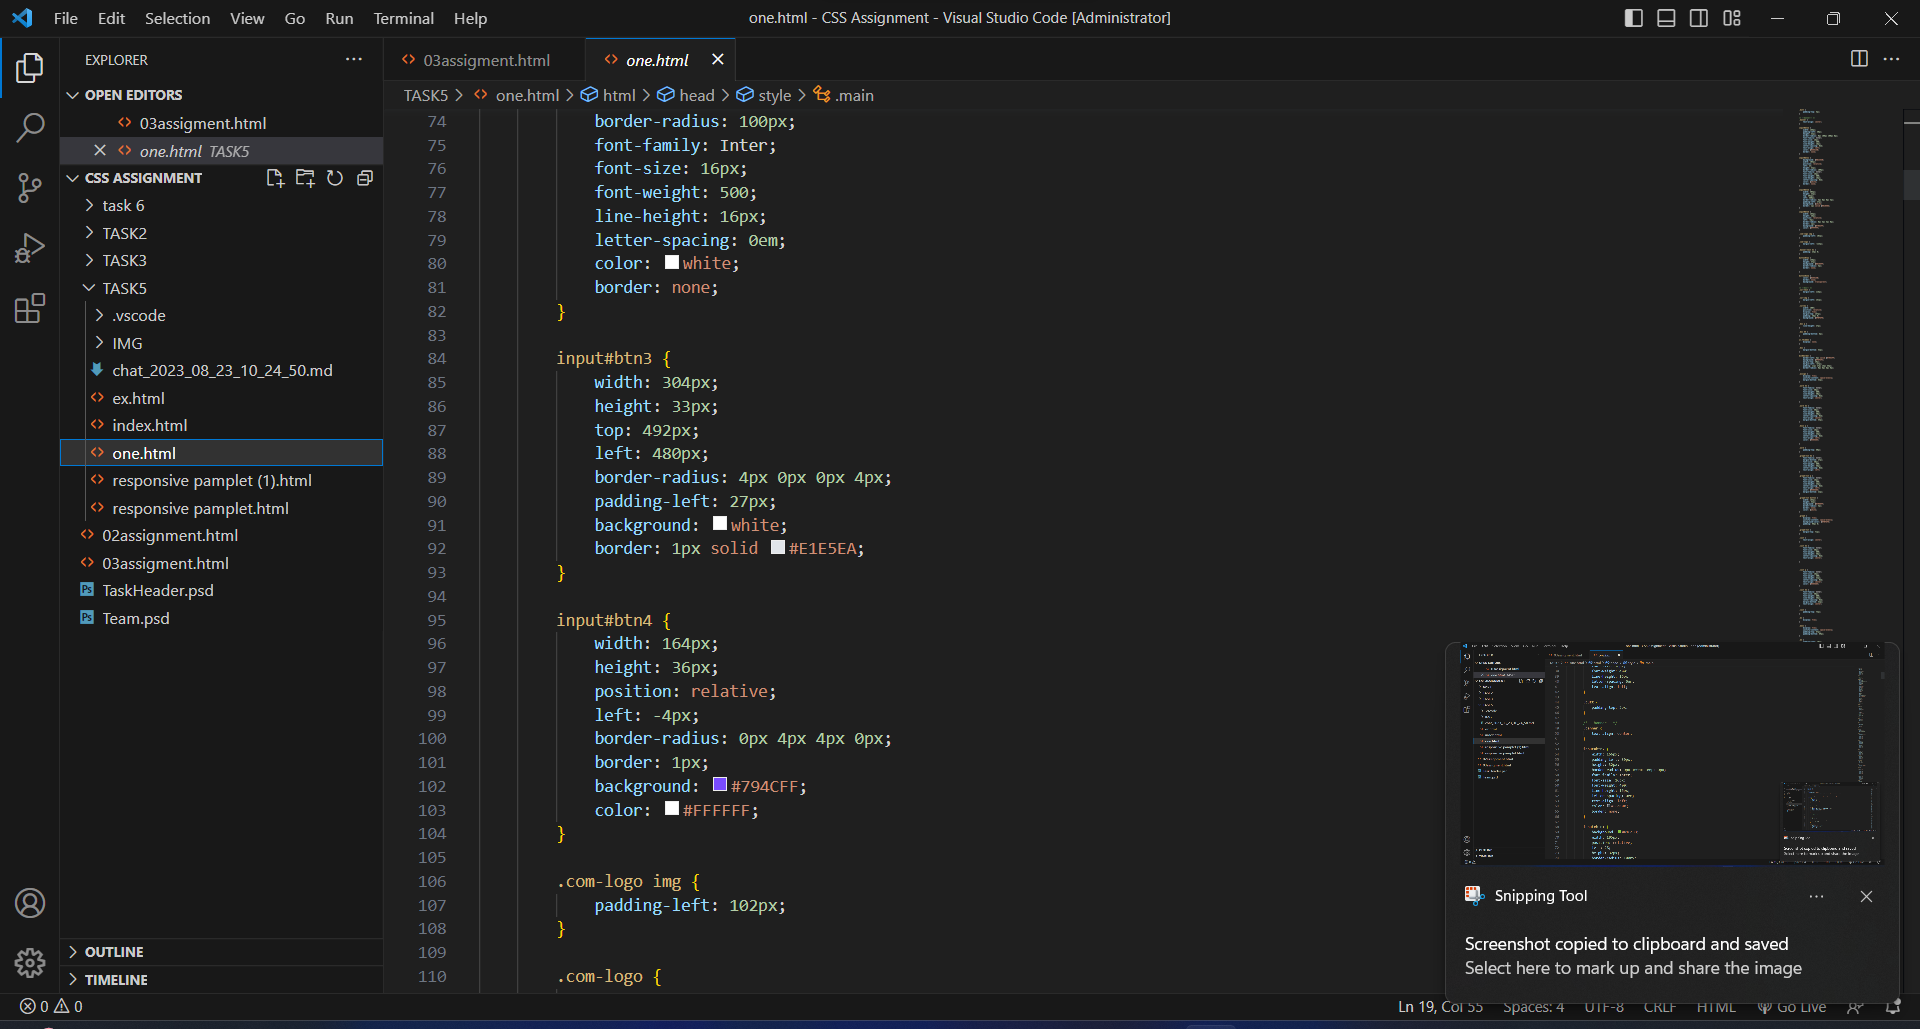 File Edit Selection View Go Run Terminal Help
one.html - CSS Assignment - Visual Studio Code [Administrator]
EXPLORER
OPEN EDITORS
03assigment.html
one.html TASK5
CSS ASSIGNMENT
task 6
TASK2
TASK3
TASK5
.vscode
IMG
chat_2023_08_23_10_24_50.md
ex.html
index.html
one.html
responsive pamplet (1).html
responsive pamplet.html
02assignment.html
03assigment.html
TaskHeader.psd
Team.psd
OUTLINE
TIMELINE
03assigment.html
one.html
TASK5 > one.html > html > head > style > .main
74 border-radius: 100px;
75 font-family: Inter;
76 font-size: 16px;
77 font-weight: 500;
78 line-height: 16px;
79 letter-spacing: 0em;
80 color: white;
81 border: none;
82 }
83
84 input#btn3 {
85 width: 304px;
86 height: 33px;
87 top: 492px;
88 left: 480px;
89 border-radius: 4px 0px 0px 4px;
90 padding-left: 27px;
91 background: white;
92 border: 1px solid #E1E5EA;
93 }
94
95 input#btn4 {
96 width: 164px;
97 height: 36px;
98 position: relative;
99 left: -4px;
100 border-radius: 0px 4px 4px 0px;
101 border: 1px;
102 background: #794CFF;
103 color: #FFFFFF;
104 }
105
106 .com-logo img {
107 padding-left: 102px;
108 }
109
110 .com-logo {
Snipping Tool
Screenshot copied to clipboard and saved
Select here to mark up and share the image
0 0
Ln 19, Col 55 Spaces: 4 UTF-8 CRLF HTML Go Live